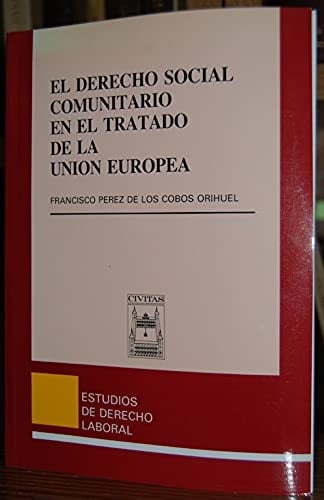 EL DERECHO SOCIAL
COMUNITARIO
EN EL TRATADO
DE LA
UNION EUROPEA
FRANCISCO PEREZ DE LOS COBOS ORIHUEL
CIVITAS
ESTUDIOS
DE DERECHO
LABORAL